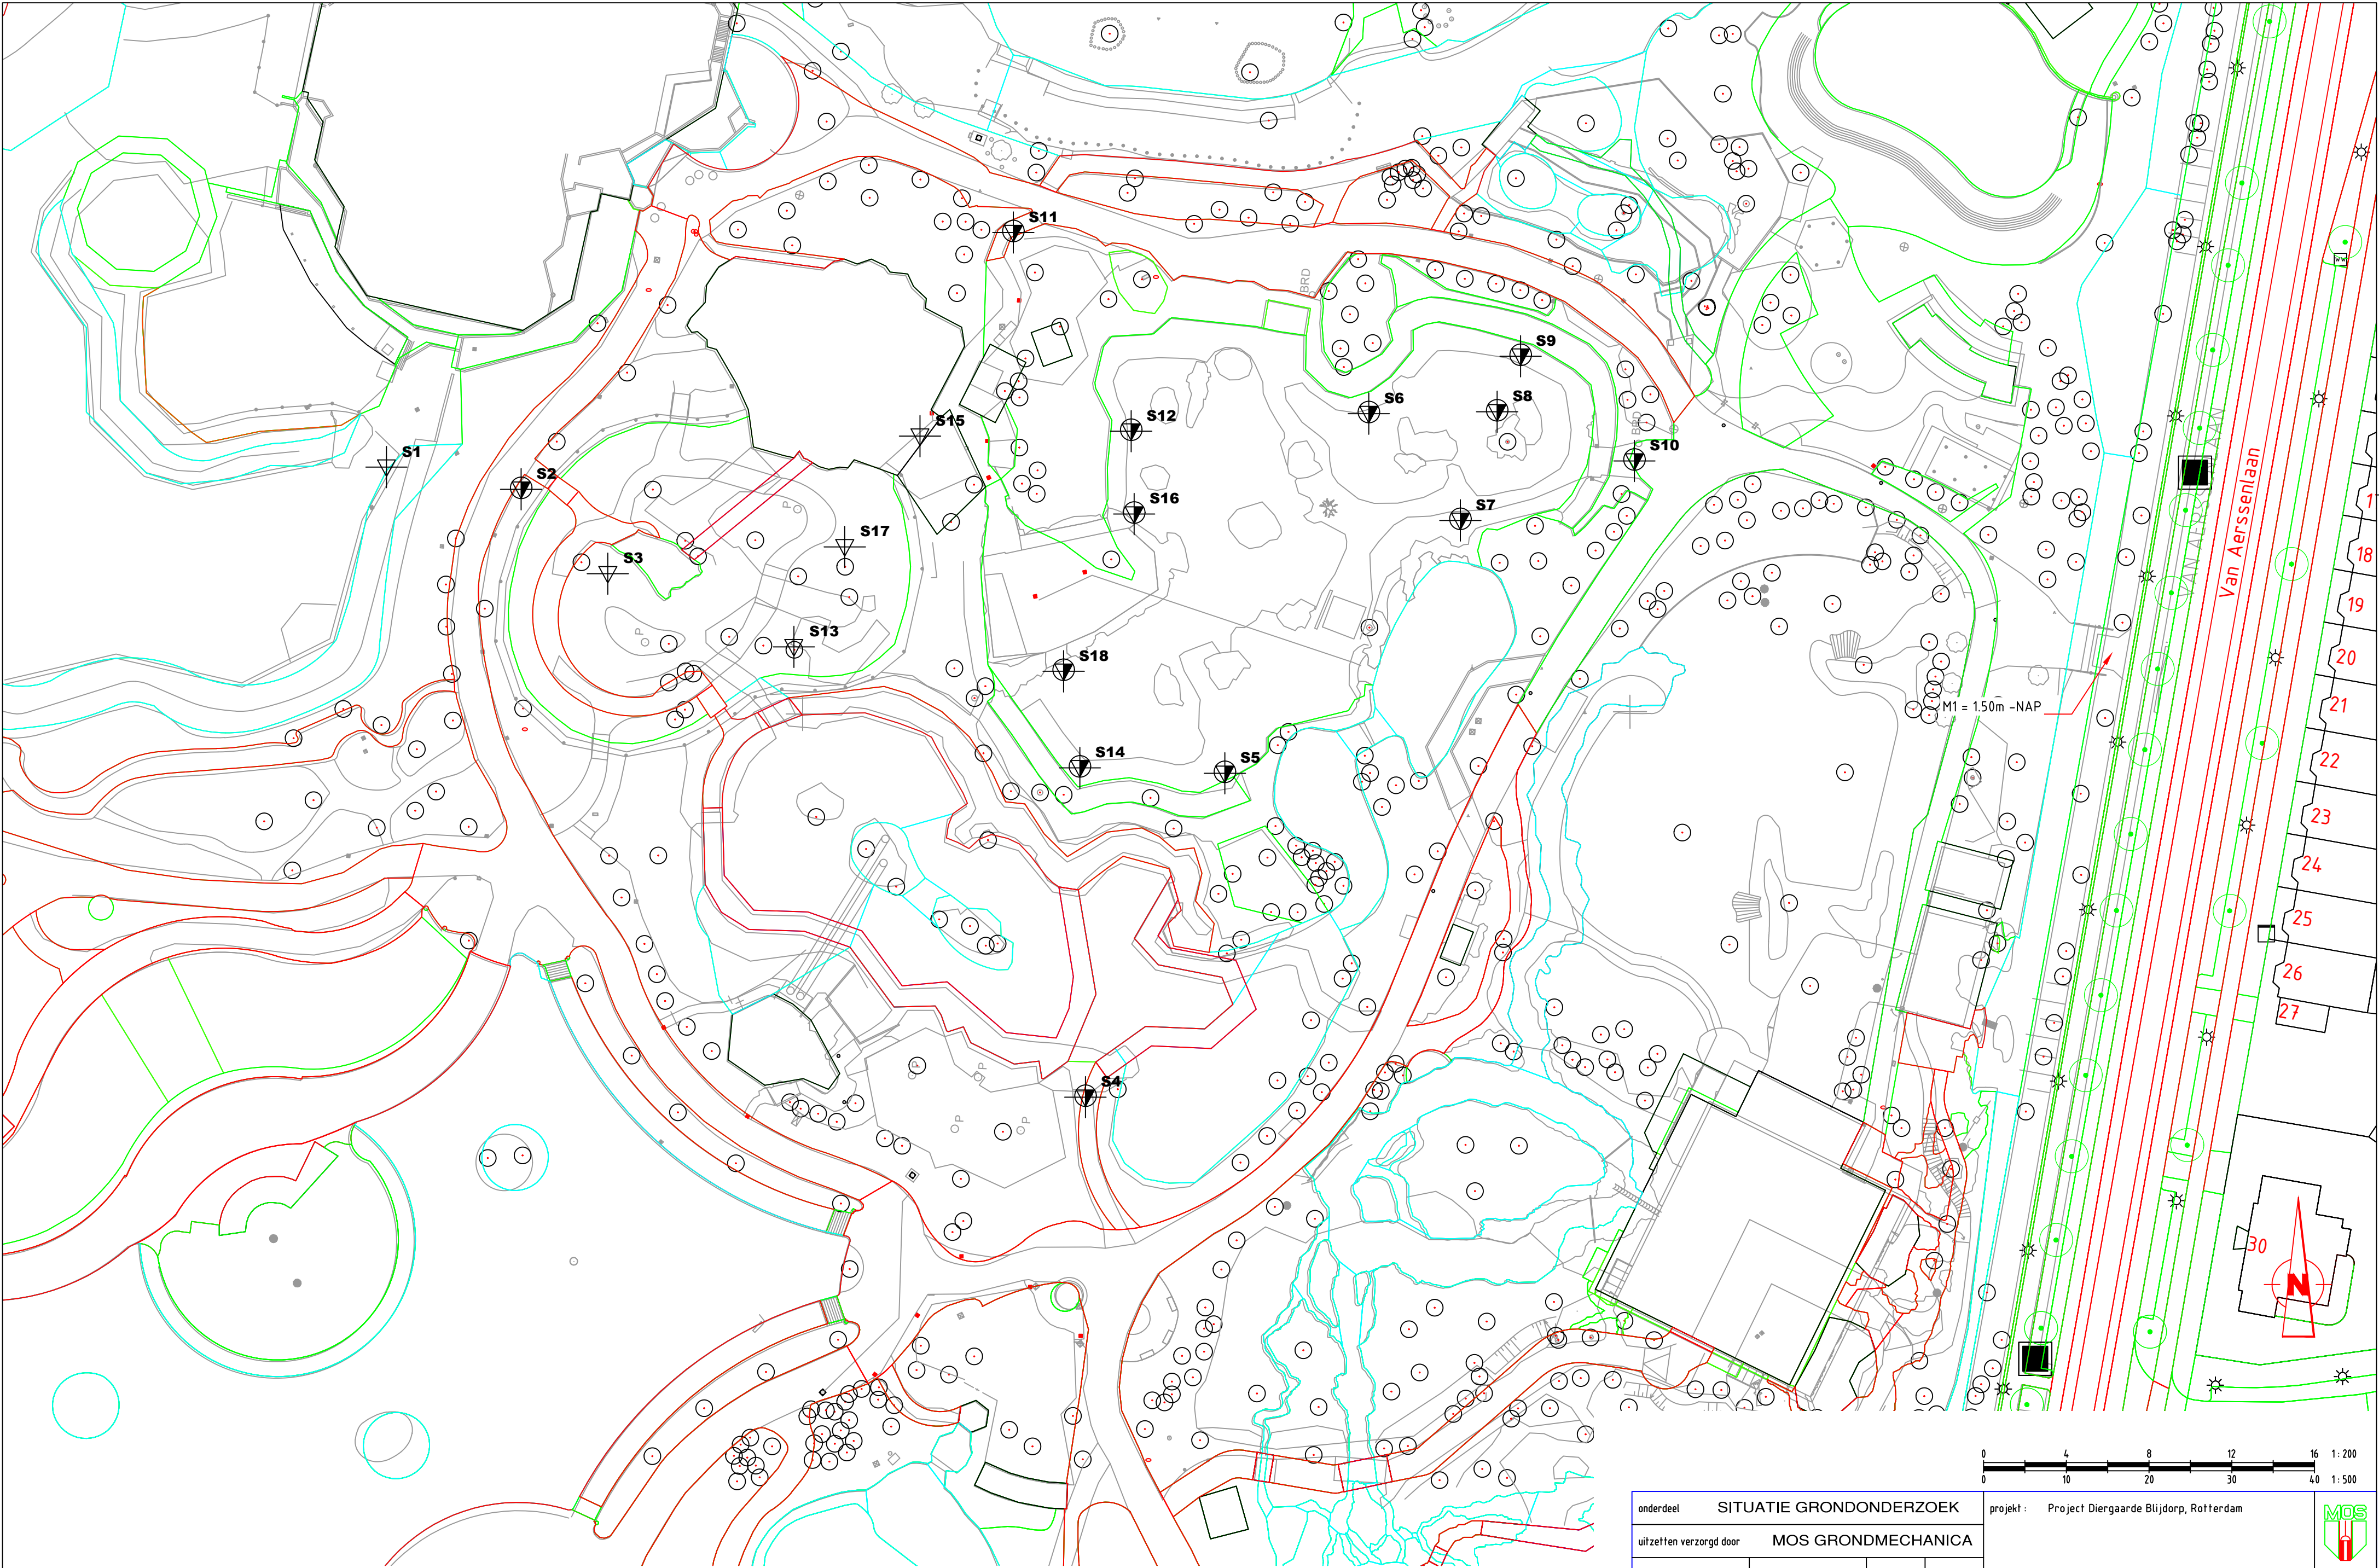 S11
BRD
S9
S6
S8
S12
S15
BRD
S10
S1
S2
S16
S7
Van Aerssenlaan
17
S17
18
S3
19
S13
20
S18
M1 = 1.50m -NAP
21
S14
S5
22
23
24
25
26
27
S4
30
N
0 4 8 12 16 1:200
0 10 20 30 40 1:500
onderdeel SITUATIE GRONDONDERZOEK
projekt : Project Diergaarde Blijdorp, Rotterdam
MOS
uitzetten verzorgd door MOS GRONDMECHANICA